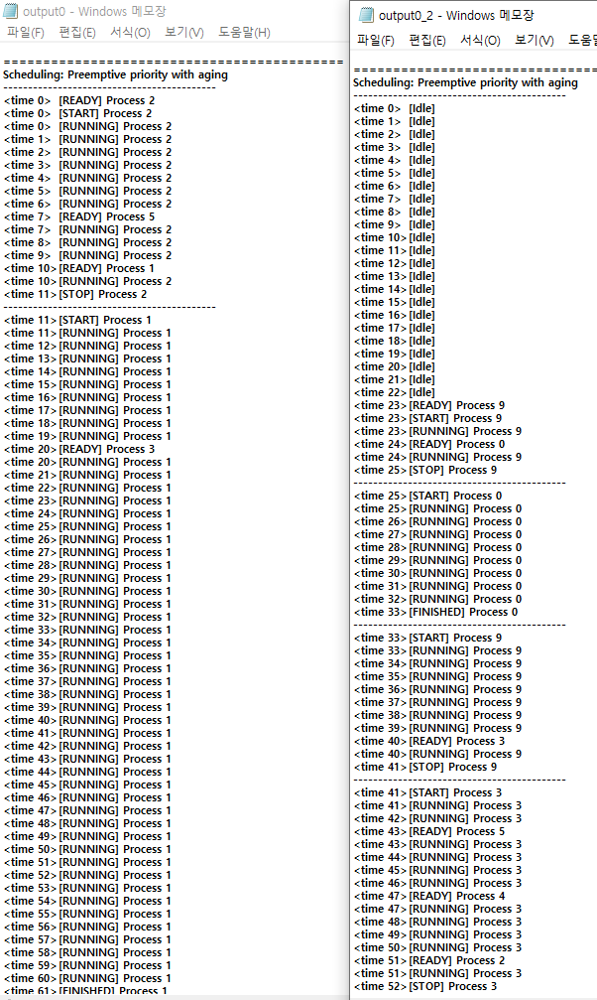 output0 - Windows 메모장
파일(F) 편집(E) 서식(O) 보기(V) 도움말(H)
================================================
Scheduling: Preemptive priority with aging
------------------------------------------
<time 0> [READY] Process 2
<time 0> [START] Process 2
<time 0> [RUNNING] Process 2
<time 1> [RUNNING] Process 2
<time 2> [RUNNING] Process 2
<time 3> [RUNNING] Process 2
<time 4> [RUNNING] Process 2
<time 5> [RUNNING] Process 2
<time 6> [RUNNING] Process 2
<time 7> [READY] Process 5
<time 7> [RUNNING] Process 2
<time 8> [RUNNING] Process 2
<time 9> [RUNNING] Process 2
<time 10> [READY] Process 1
<time 10> [RUNNING] Process 2
<time 11> [STOP] Process 2
------------------------------------------
<time 11> [START] Process 1
<time 11> [RUNNING] Process 1
<time 12> [RUNNING] Process 1
<time 13> [RUNNING] Process 1
<time 14> [RUNNING] Process 1
<time 15> [RUNNING] Process 1
<time 16> [RUNNING] Process 1
<time 17> [RUNNING] Process 1
<time 18> [RUNNING] Process 1
<time 19> [RUNNING] Process 1
<time 20> [READY] Process 3
<time 20> [RUNNING] Process 1
<time 21> [RUNNING] Process 1
<time 22> [RUNNING] Process 1
<time 23> [RUNNING] Process 1
<time 24> [RUNNING] Process 1
<time 25> [RUNNING] Process 1
<time 26> [RUNNING] Process 1
<time 27> [RUNNING] Process 1
<time 28> [RUNNING] Process 1
<time 29> [RUNNING] Process 1
<time 30> [RUNNING] Process 1
<time 31> [RUNNING] Process 1
<time 32> [RUNNING] Process 1
<time 33> [RUNNING] Process 1
<time 34> [RUNNING] Process 1
<time 35> [RUNNING] Process 1
<time 36> [RUNNING] Process 1
<time 37> [RUNNING] Process 1
<time 38> [RUNNING] Process 1
<time 39> [RUNNING] Process 1
<time 40> [RUNNING] Process 1
<time 41> [RUNNING] Process 1
<time 42> [RUNNING] Process 1
<time 43> [RUNNING] Process 1
<time 44> [RUNNING] Process 1
<time 45> [RUNNING] Process 1
<time 46> [RUNNING] Process 1
<time 47> [RUNNING] Process 1
<time 48> [RUNNING] Process 1
<time 49> [RUNNING] Process 1
<time 50> [RUNNING] Process 1
<time 51> [RUNNING] Process 1
<time 52> [RUNNING] Process 1
<time 53> [RUNNING] Process 1
<time 54> [RUNNING] Process 1
<time 55> [RUNNING] Process 1
<time 56> [RUNNING] Process 1
<time 57> [RUNNING] Process 1
<time 58> [RUNNING] Process 1
<time 59> [RUNNING] Process 1
<time 60> [RUNNING] Process 1
<time 61> [FINISHED] Process 1
output0_2 - Windows 메모장
파일(F) 편집(E) 서식(O) 보기(V) 도움말
==================================
Scheduling: Preemptive priority with aging
------------------------------------------
<time 0> [Idle]
<time 1> [Idle]
<time 2> [Idle]
<time 3> [Idle]
<time 4> [Idle]
<time 5> [Idle]
<time 6> [Idle]
<time 7> [Idle]
<time 8> [Idle]
<time 9> [Idle]
<time 10> [Idle]
<time 11> [Idle]
<time 12> [Idle]
<time 13> [Idle]
<time 14> [Idle]
<time 15> [Idle]
<time 16> [Idle]
<time 17> [Idle]
<time 18> [Idle]
<time 19> [Idle]
<time 20> [Idle]
<time 21> [Idle]
<time 22> [Idle]
<time 23> [READY] Process 9
<time 23> [START] Process 9
<time 23> [RUNNING] Process 9
<time 24> [READY] Process 0
<time 24> [RUNNING] Process 9
<time 25> [STOP] Process 9
------------------------------------------
<time 25> [START] Process 0
<time 25> [RUNNING] Process 0
<time 26> [RUNNING] Process 0
<time 27> [RUNNING] Process 0
<time 28> [RUNNING] Process 0
<time 29> [RUNNING] Process 0
<time 30> [RUNNING] Process 0
<time 31> [RUNNING] Process 0
<time 32> [RUNNING] Process 0
<time 33> [FINISHED] Process 0
------------------------------------------
<time 33> [START] Process 9
<time 33> [RUNNING] Process 9
<time 34> [RUNNING] Process 9
<time 35> [RUNNING] Process 9
<time 36> [RUNNING] Process 9
<time 37> [RUNNING] Process 9
<time 38> [RUNNING] Process 9
<time 39> [RUNNING] Process 9
<time 40> [READY] Process 3
<time 40> [RUNNING] Process 9
<time 41> [STOP] Process 9
------------------------------------------
<time 41> [START] Process 3
<time 41> [RUNNING] Process 3
<time 42> [RUNNING] Process 3
<time 43> [READY] Process 5
<time 43> [RUNNING] Process 3
<time 44> [RUNNING] Process 3
<time 45> [RUNNING] Process 3
<time 46> [RUNNING] Process 3
<time 47> [READY] Process 4
<time 47> [RUNNING] Process 3
<time 48> [RUNNING] Process 3
<time 49> [RUNNING] Process 3
<time 50> [RUNNING] Process 3
<time 51> [READY] Process 2
<time 51> [RUNNING] Process 3
<time 52> [STOP] Process 3